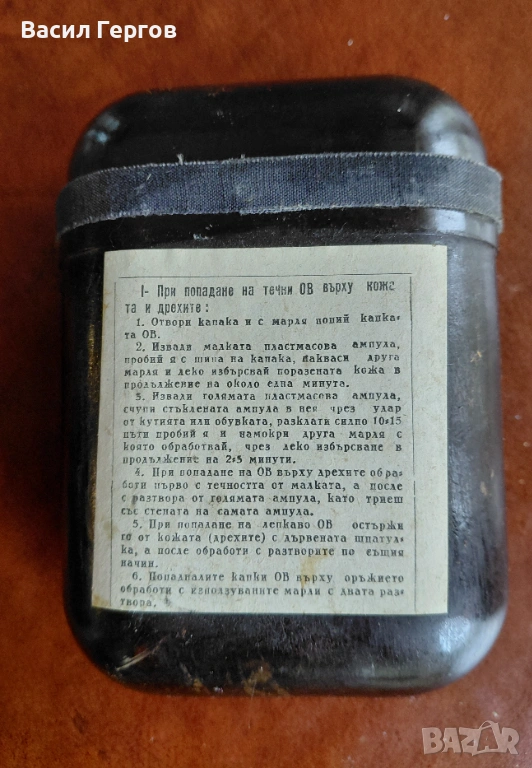 Васил Гергов
1- При попадане на течни ОВ върху кожа
та и дрехите:
1. Отвори капака и с марля попий капки-
та ОВ.
2. Извади малката пластмасова ампула,
пробий я с шипа на капака, накваси друга
марля и леко избърсвай поразената кожа в
продължение на около една минута.
3. Извади голямата пластмасова ампула,
счупи стъклената ампула в нея чрез удар
от кутията или обувката, разклати силно 10-15
пъти пробий я и намокри друга марля с
която обработвай, чрез леко избърсване в
продължение на 2-3 минути.
4. При попадане на ОВ върху дрехите обра-
боти първо с течността от малката, а после
с разтвора от голямата ампула, като триеш
със стената на самата ампула.
5. При попадане на лепкаво ОВ остържи
го от кожата (дрехите) с дървената шпатул-
ка, а после обработи с разтворите по същия
начин.
6. Попадналите капки ОВ върху оръжието
обработи с използуваните марли с двата раз-
твора.
BAZAR